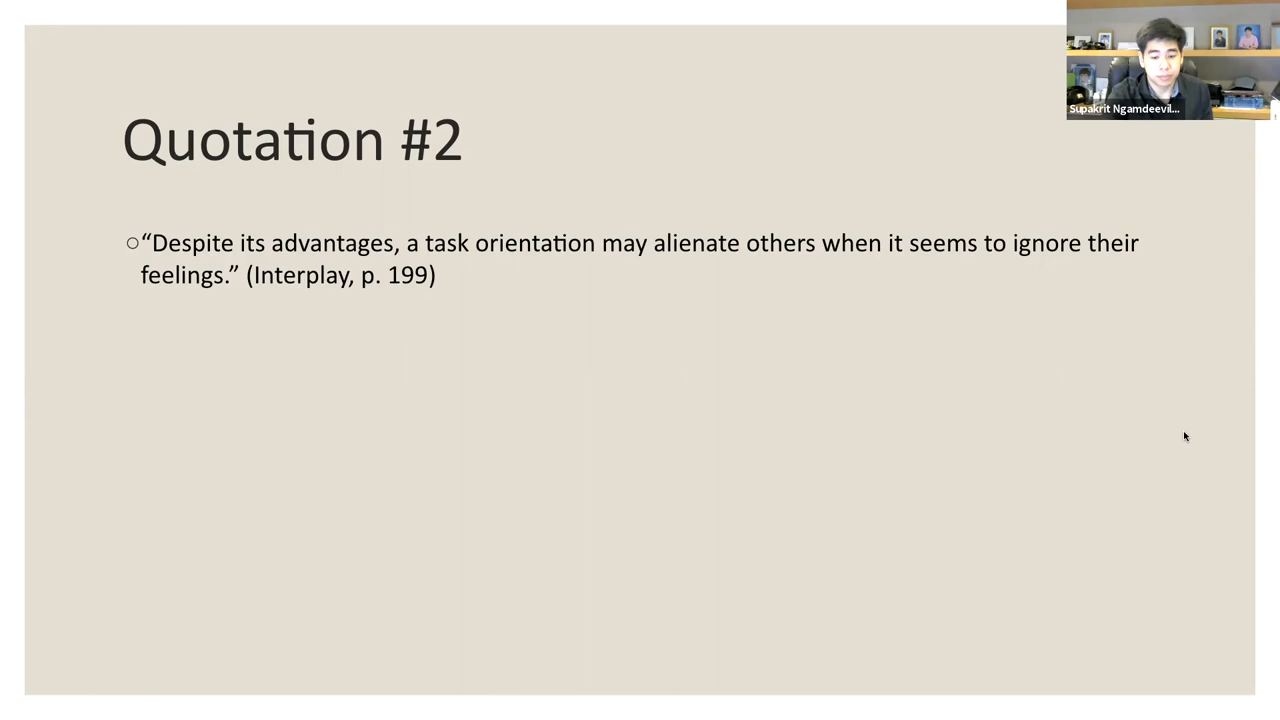 Supakrit Ngamdeevil...
Quotation #2
○“Despite its advantages, a task orientation may alienate others when it seems to ignore their
feelings.” (Interplay, p. 199)